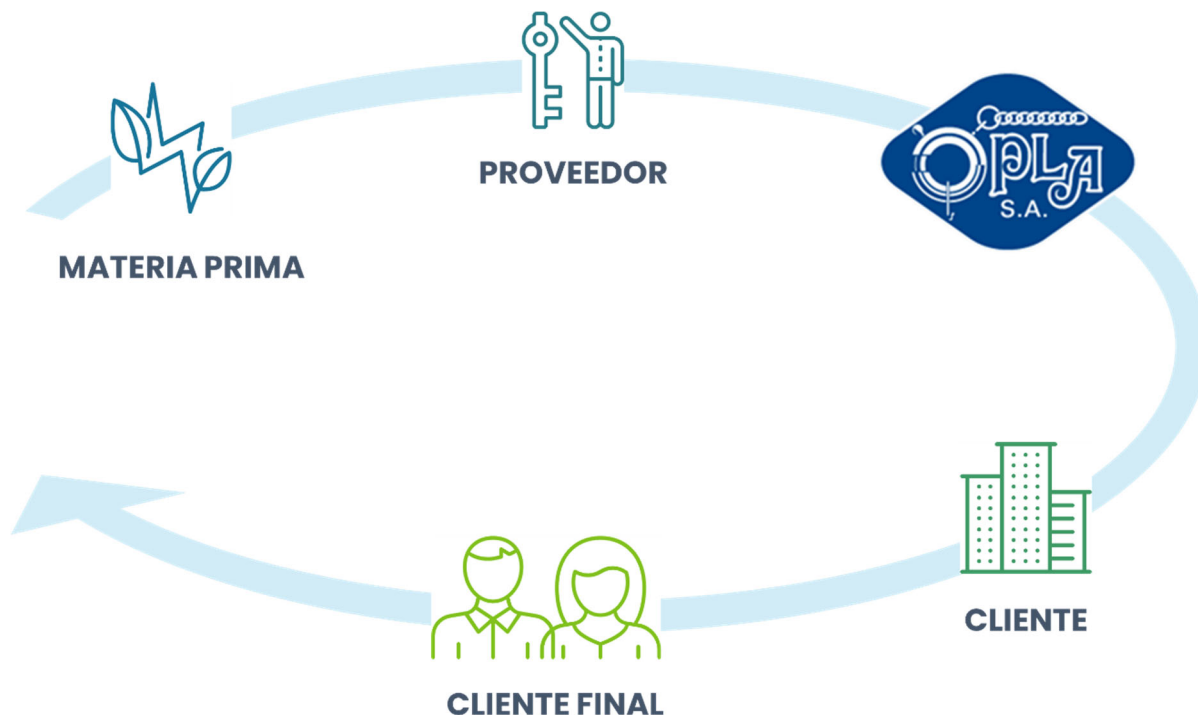 MATERIA PRIMA
PROVEEDOR
OPLA
S.A.
CLIENTE
CLIENTE FINAL